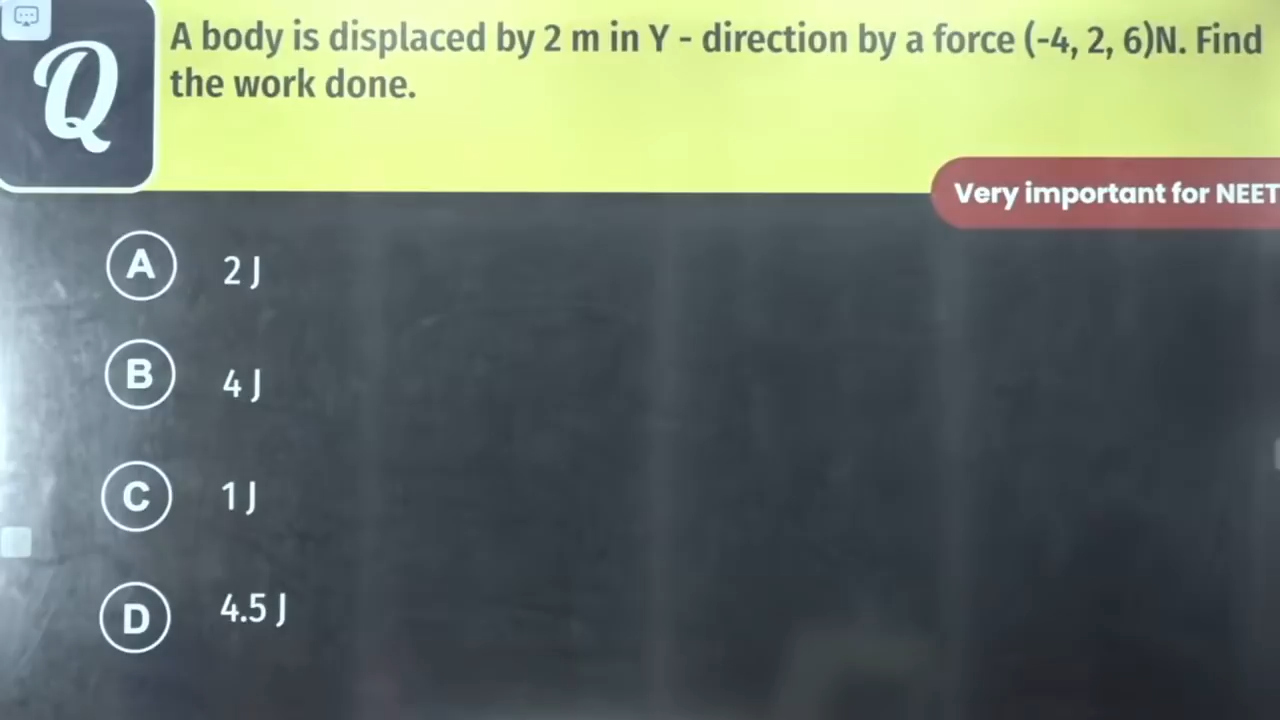 Q
A body is displaced by 2 m in Y - direction by a force (-4, 2, 6)N. Find
the work done.
Very important for NEET
A 2 J
B 4 J
C 1 J
D 4.5 J